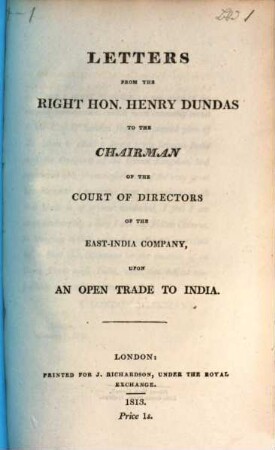 LETTERS
FROM THE
RIGHT HON. HENRY DUNDAS
TO THE
CHAIRMAN
OF THE
COURT OF DIRECTORS
OF THE
EAST-INDIA COMPANY,
UPON
AN OPEN TRADE TO INDIA.
LONDON:
PRINTED FOR J. RICHARDSON, UNDER THE ROYAL
EXCHANGE.
1813.
Price 1s.